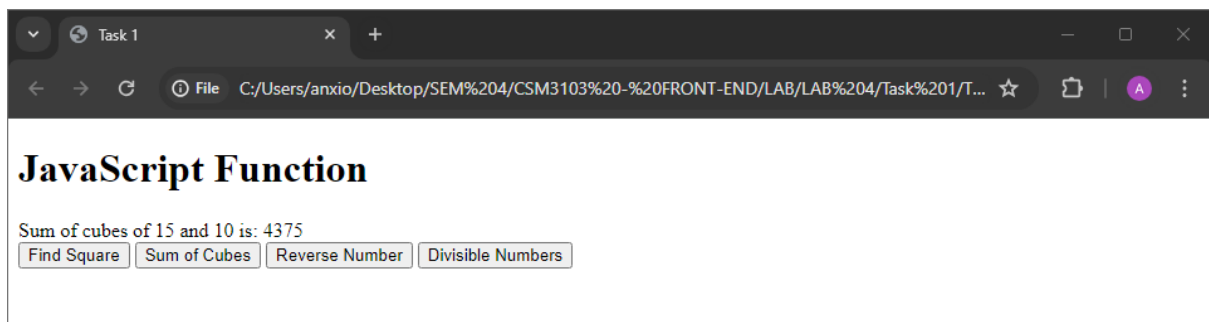 Task 1
File C:/Users/anxio/Desktop/SEM%204/CSM3103%20-%20FRONT-END/LAB/LAB%204/Task%201/T... A
JavaScript Function
Sum of cubes of 15 and 10 is: 4375
Find Square Sum of Cubes Reverse Number Divisible Numbers